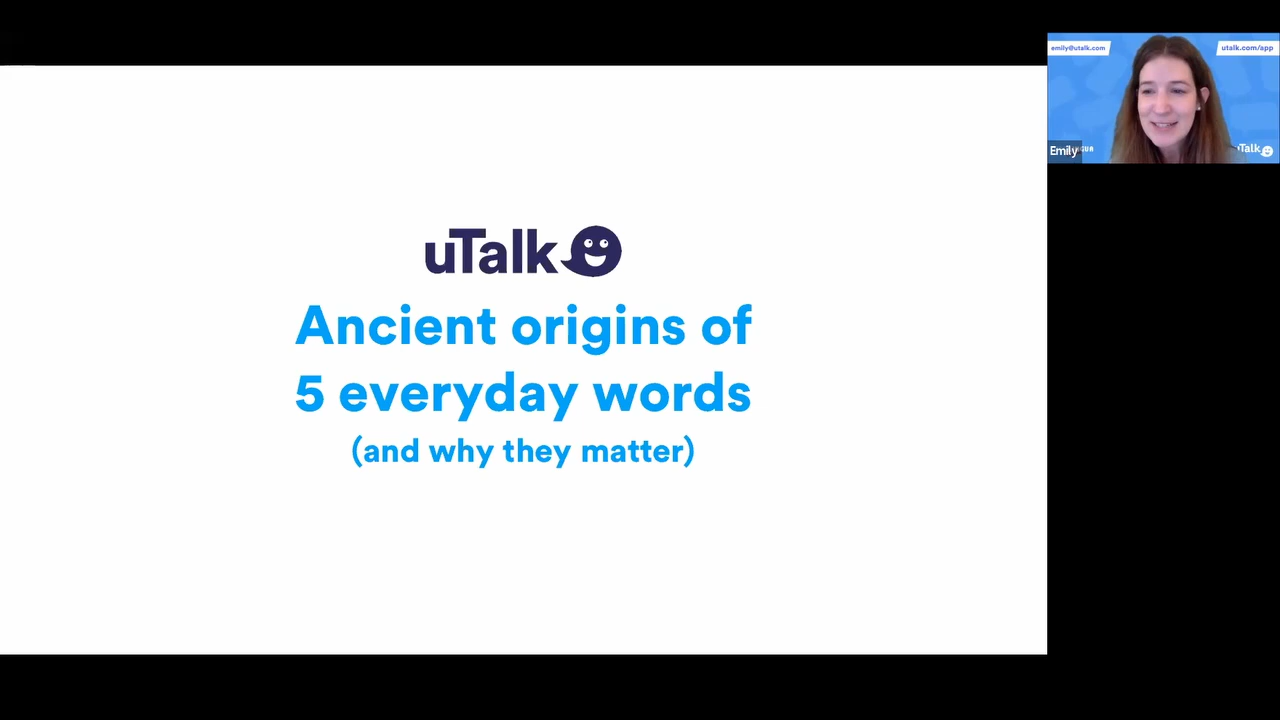 uTalk
Ancient origins of
5 everyday words
(and why they matter)
emily@utalk.com
utalk.com/app
Emily
uTalk